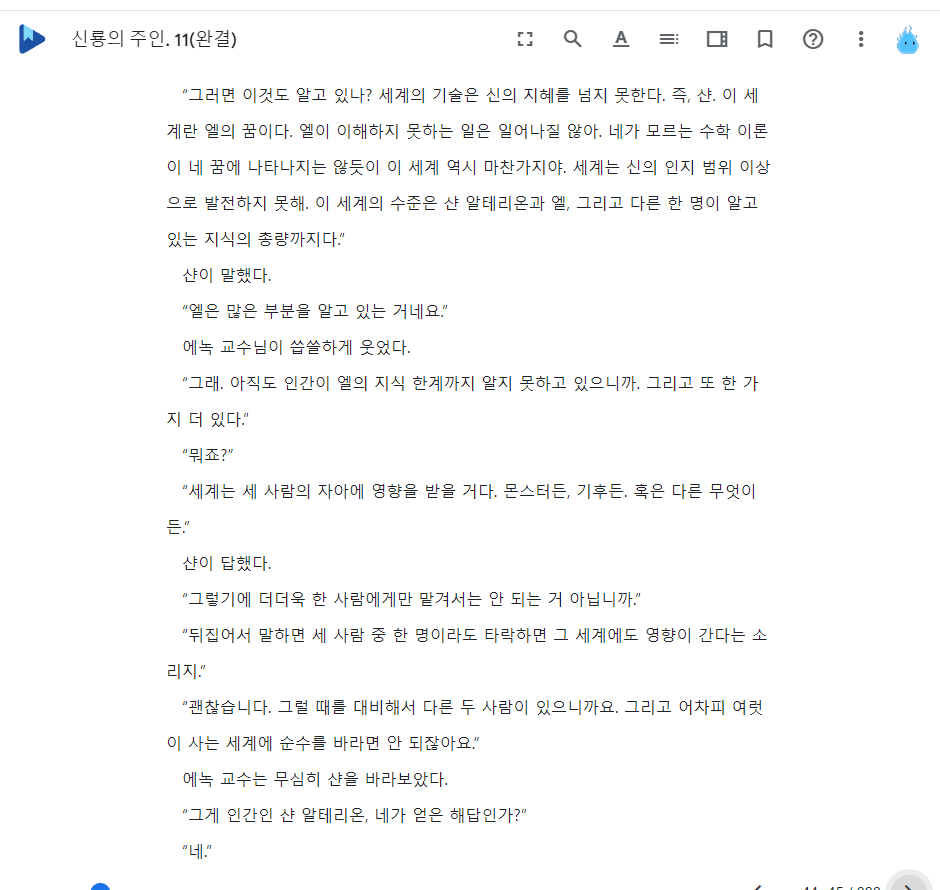 신룡의 주인. 11(완결)
“그러면 이것도 알고 있나? 세계의 기술은 신의 지혜를 넘지 못한다. 즉, 샨. 이 세
계란 엘의 꿈이다. 엘이 이해하지 못하는 일은 일어나질 않아. 네가 모르는 수학 이론
이 네 꿈에 나타나지는 않듯이 이 세계 역시 마찬가지야. 세계는 신의 인지 범위 이상
으로 발전하지 못해. 이 세계의 수준은 샨 알테리온과 엘, 그리고 다른 한 명이 알고
있는 지식의 총량까지다.”
샨이 말했다.
“엘은 많은 부분을 알고 있는 거네요.”
에녹 교수님이 씁쓸하게 웃었다.
“그래. 아직도 인간이 엘의 지식 한계까지 알지 못하고 있으니까. 그리고 또 한 가
지 더 있다.”
“뭐죠?”
“세계는 세 사람의 자아에 영향을 받을 거다. 몬스터든, 기후든. 혹은 다른 무엇이
든.”
샨이 답했다.
“그렇기에 더더욱 한 사람에게만 맡겨서는 안 되는 거 아닙니까.”
“뒤집어서 말하면 세 사람 중 한 명이라도 타락하면 그 세계에도 영향이 간다는 소
리지.”
“괜찮습니다. 그럴 때를 대비해서 다른 두 사람이 있으니까요. 그리고 어차피 여럿
이 사는 세계에 순수를 바라면 안 되잖아요.”
에녹 교수는 무심히 샨을 바라보았다.
“그게 인간인 샨 알테리온, 네가 얻은 해답인가?”
“네.”